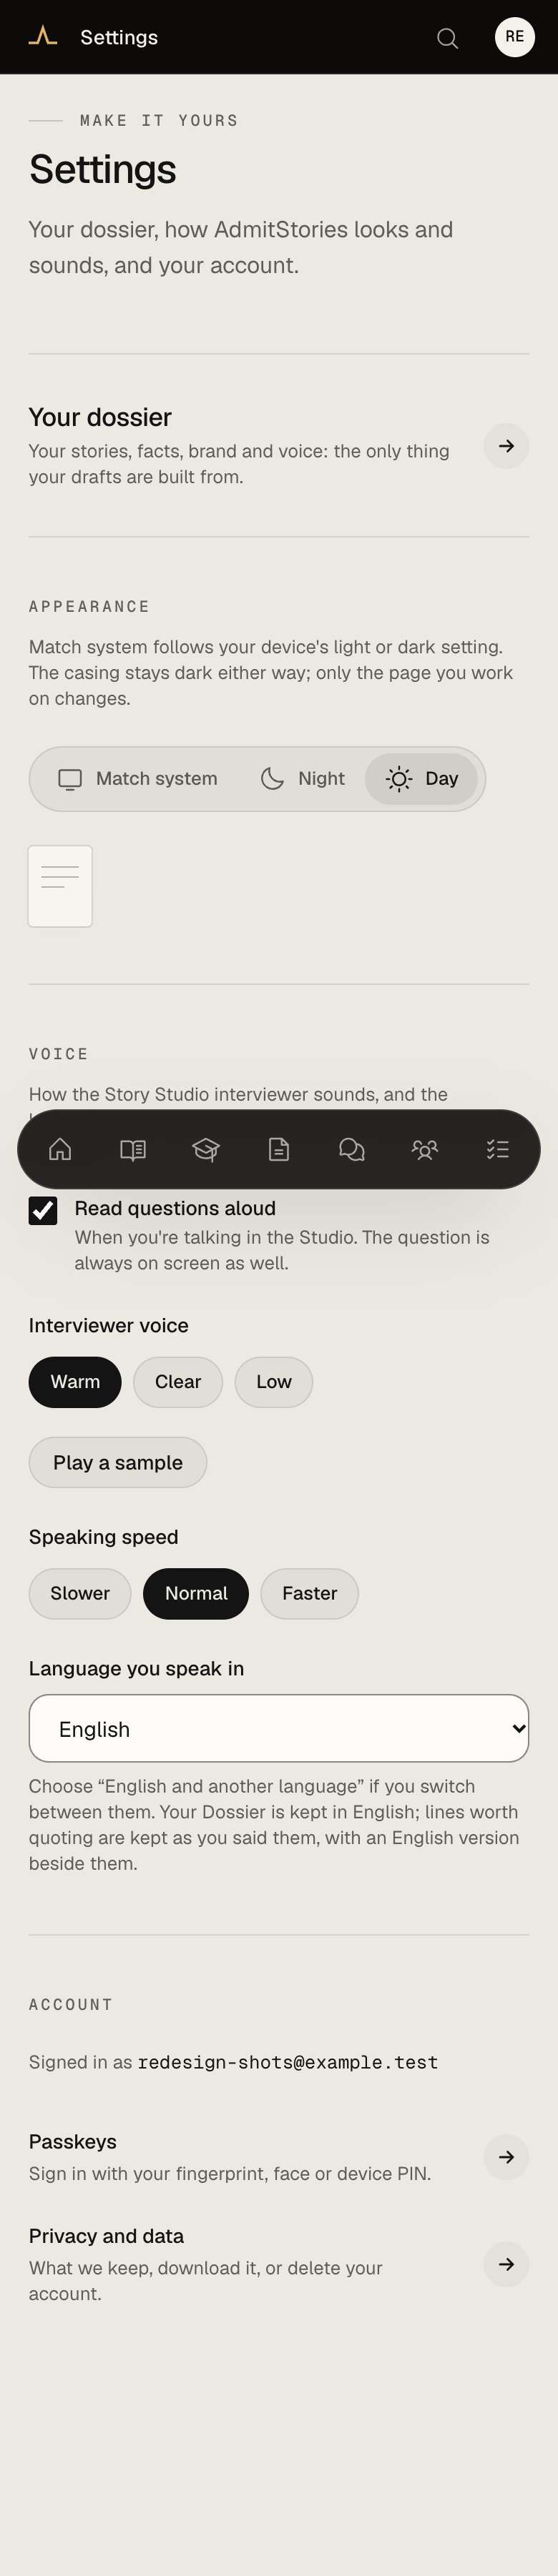 Settings
RE
MAKE IT YOURS
Settings
Your dossier, how AdmitStories looks and
sounds, and your account.
Your dossier
Your stories, facts, brand and voice: the only thing
your drafts are built from.
APPEARANCE
Match system follows your device's light or dark setting.
The casing stays dark either way; only the page you work
on changes.
Match system
Night
Day
VOICE
How the Story Studio interviewer sounds, and the
Read questions aloud
When you're talking in the Studio. The question is
always on screen as well.
Interviewer voice
Warm
Clear
Low
Play a sample
Speaking speed
Slower
Normal
Faster
Language you speak in
English
Choose “English and another language” if you switch
between them. Your Dossier is kept in English; lines worth
quoting are kept as you said them, with an English version
beside them.
ACCOUNT
Signed in as redesign-shots@example.test
Passkeys
Sign in with your fingerprint, face or device PIN.
Privacy and data
What we keep, download it, or delete your
account.